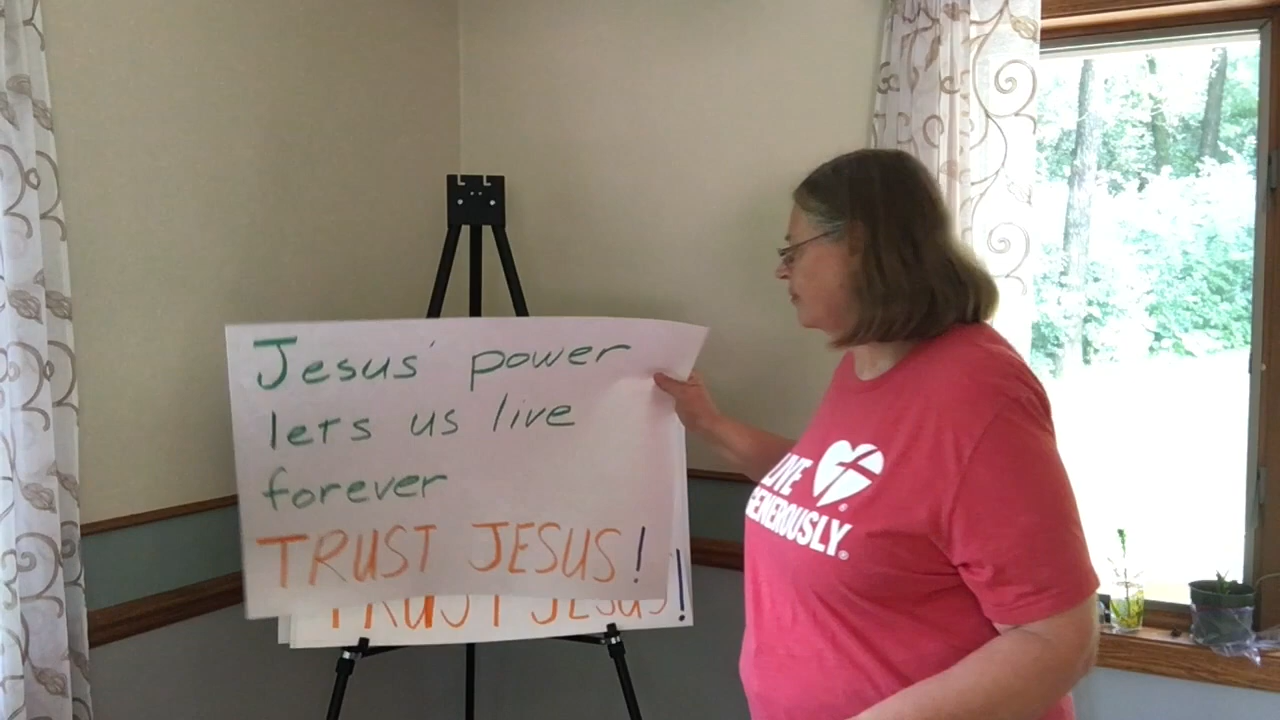 Jesus' power
lets us live
forever
TRUST JESUS!
TRUST JESUS!
LIVE
GENEROUSLY®